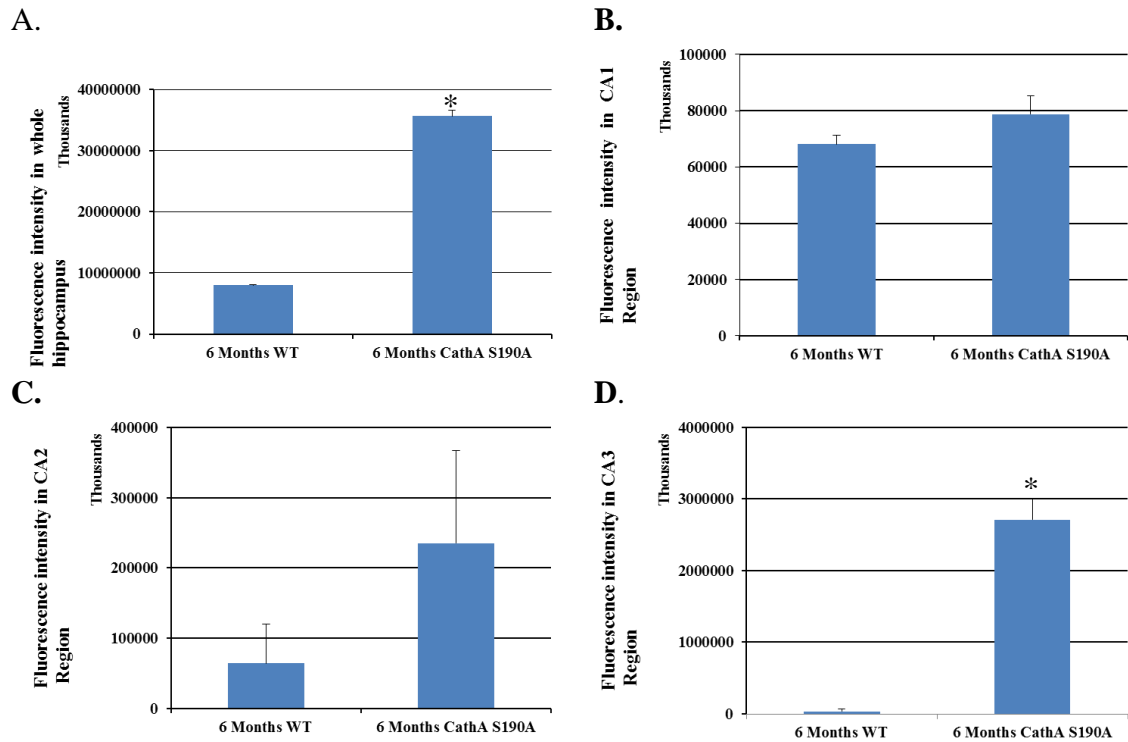 A.
Fluorescence intensity in whole
hippocampus
Thousands
40000000
30000000
20000000
10000000
0
*
6 Months WT
6 Months CathA S190A
B.
Fluorescence intensity in CA1
Region
Thousands
100000
80000
60000
40000
20000
0
6 Months WT
6 Months CathA S190A
C.
Fluorescence intensity in CA2
Region
Thousands
400000
300000
200000
100000
0
6 Months WT
6 Months CathA S190A
D.
Fluorescence intensity in CA3
Region
Thousands
4000000
3000000
2000000
1000000
0
*
6 Months WT
6 Months CathA S190A